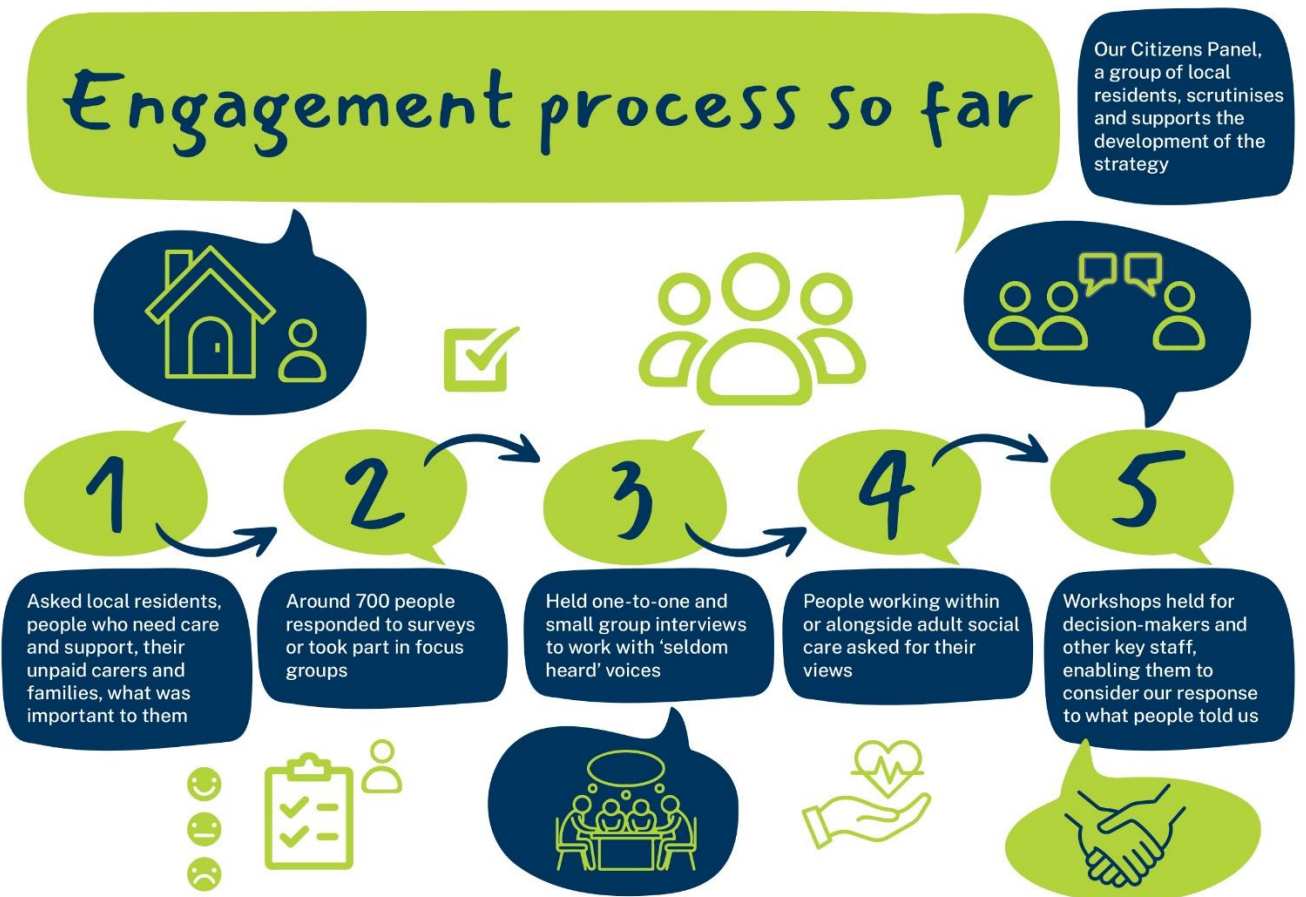 Engagement process so far
Our Citizens Panel,
a group of local
residents, scrutinises
and supports the
development of the
strategy
1
Asked local residents,
people who need care
and support, their
unpaid carers and
families, what was
important to them
2
Around 700 people
responded to surveys
or took part in focus
groups
3
Held one-to-one and
small group interviews
to work with ‘seldom
heard’ voices
4
People working within
or alongside adult social
care asked for their
views
5
Workshops held for
decision-makers and
other key staff,
enabling them to
consider our response
to what people told us